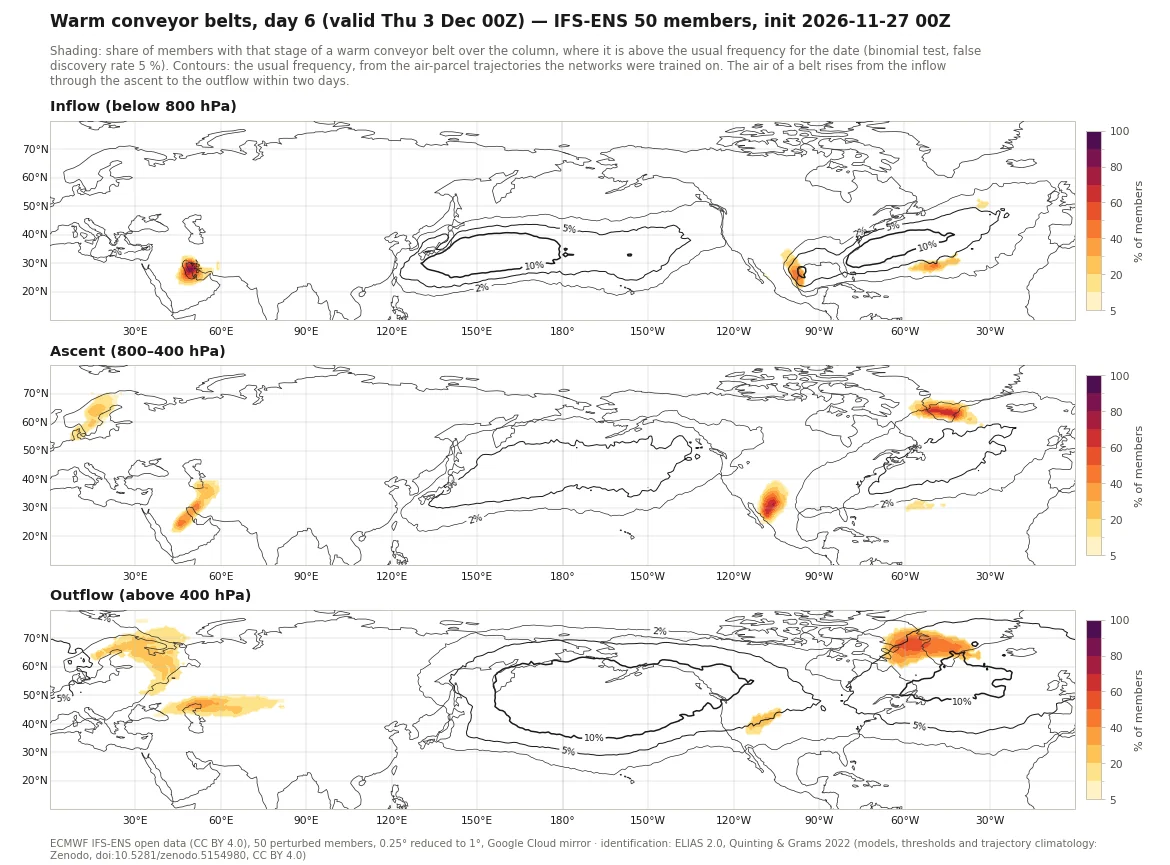 Warm conveyor belts, day 6 (valid Thu 3 Dec 00Z) — IFS-ENS 50 members, init 2026-11-27 00Z
Shading: share of members with that stage of a warm conveyor belt over the column, where it is above the usual frequency for the date (binomial test, false
discovery rate 5 %). Contours: the usual frequency, from the air-parcel trajectories the networks were trained on. The air of a belt rises from the inflow
through the ascent to the outflow within two days.
Inflow (below 800 hPa)
70°N
60°N
50°N
40°N
30°N
20°N
2%
5%
10%
2%
2%
5%
10%
30°E 60°E 90°E 120°E 150°E 180° 150°W 120°W 90°W 60°W 30°W
100
80
60
40
20
5
% of members
Ascent (800–400 hPa)
70°N
60°N
50°N
40°N
30°N
20°N
2%
2%
30°E 60°E 90°E 120°E 150°E 180° 150°W 120°W 90°W 60°W 30°W
100
80
60
40
20
5
% of members
Outflow (above 400 hPa)
70°N
60°N
50°N
40°N
30°N
20°N
2%
5%
2%
10%
5%
10%
5%
30°E 60°E 90°E 120°E 150°E 180° 150°W 120°W 90°W 60°W 30°W
100
80
60
40
20
5
% of members
ECMWF IFS-ENS open data (CC BY 4.0), 50 perturbed members, 0.25° reduced to 1°, Google Cloud mirror · identification: ELIAS 2.0, Quinting & Grams 2022 (models, thresholds and trajectory climatology:
Zenodo, doi:10.5281/zenodo.5154980, CC BY 4.0)